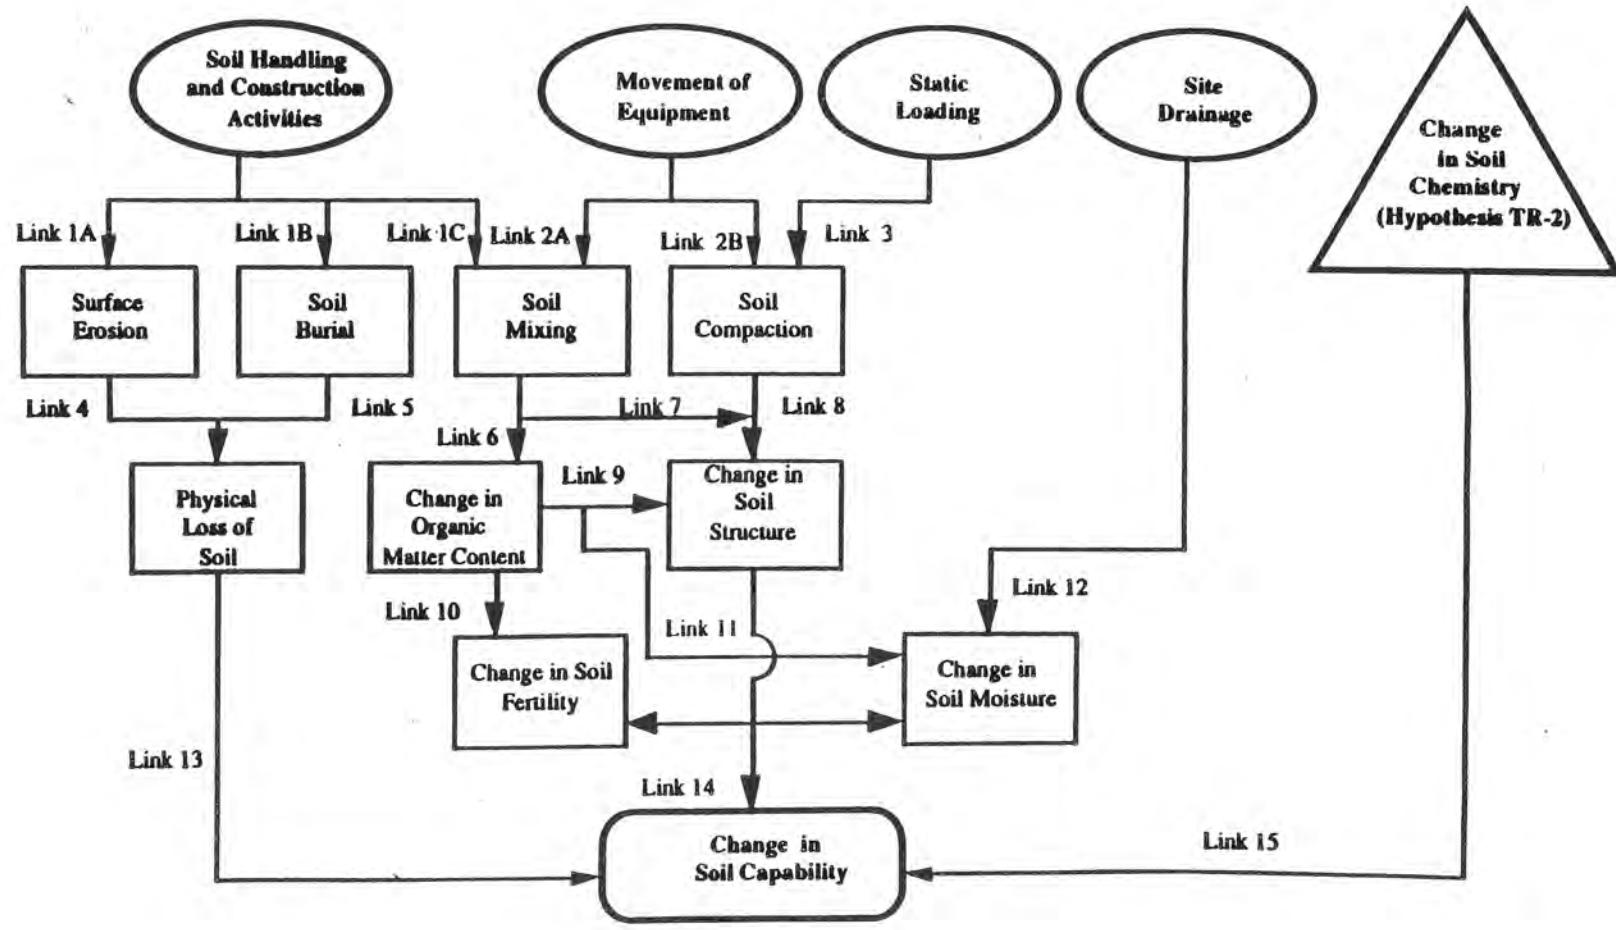 Soil Handling
and Construction
Activities
Movement of
Equipment
Static
Loading
Site
Drainage
Change
in Soil
Chemistry
(Hypothesis TR-2)
Link 1A
Link 1B
Link 1C
Link 2A
Link 2B
Link 3
Surface
Erosion
Soil
Burial
Soil
Mixing
Soil
Compaction
Link 4
Link 5
Link 7
Link 8
Link 6
Physical
Loss of
Soil
Change in
Organic
Matter Content
Link 9
Change in
Soil
Structure
Link 10
Link 11
Link 12
Change in Soil
Fertility
Change in
Soil Moisture
Link 13
Link 14
Link 15
Change in
Soil Capability